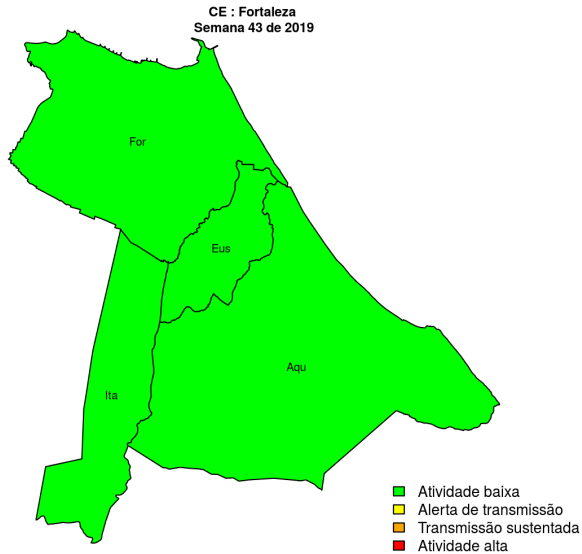 CE : Fortaleza
Semana 43 de 2019
For
Eus
Aqu
Ita
Atividade baixa
Alerta de transmissão
Transmissão sustentada
Atividade alta